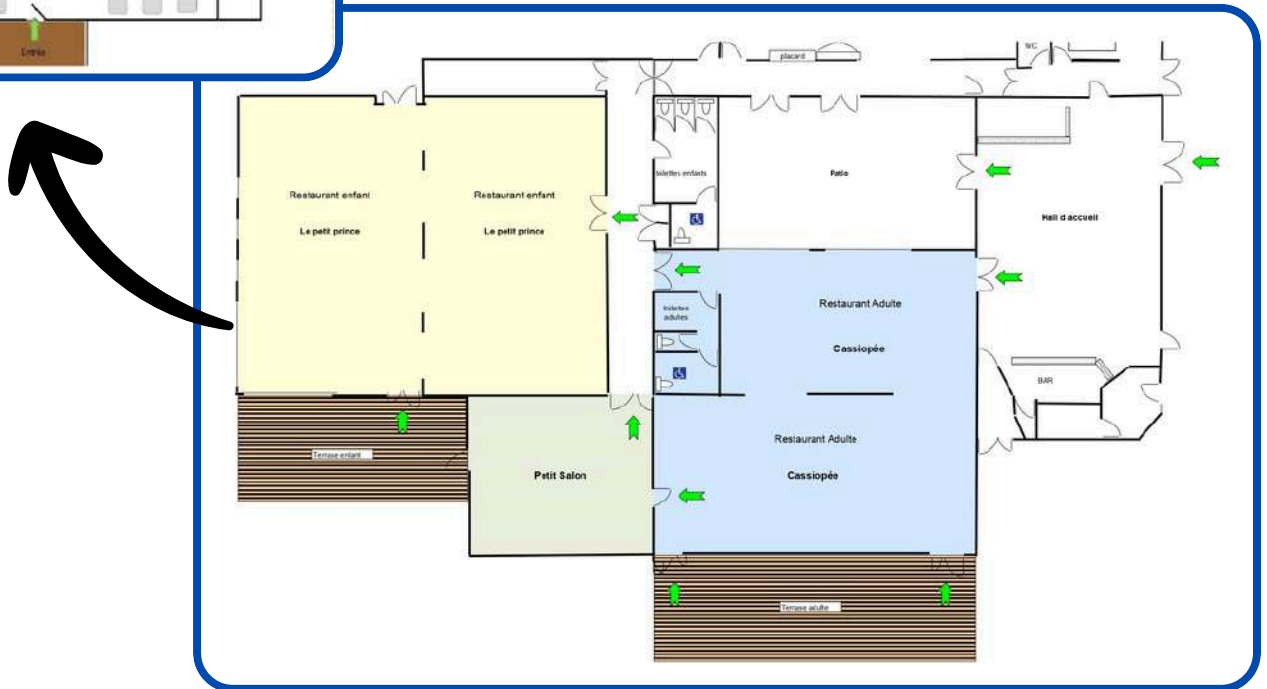 Entrée
placard
WC
Restaurant enfant
Le petit prince
Restaurant enfant
Le petit prince
toilettes enfants
Patio
Hall d'accueil
Restaurant Adulte
Cassiopée
toilettes
adultes
BAR
Restaurant Adulte
Cassiopée
Terrase enfant
Petit Salon
Terrase adulte